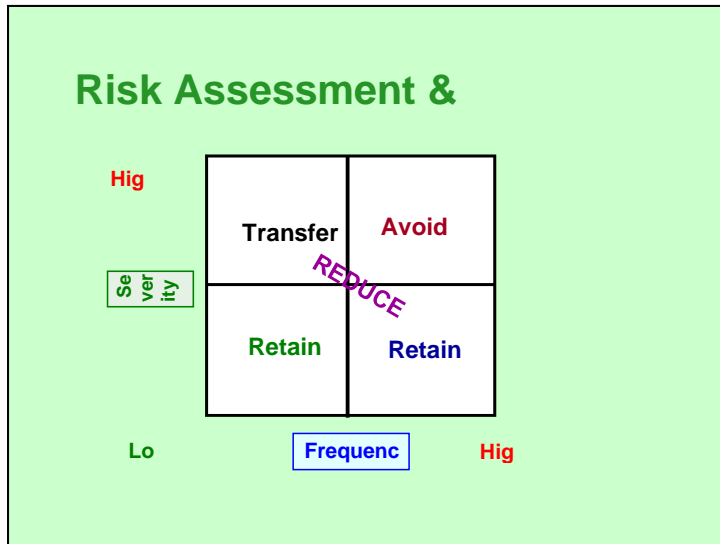 Risk Assessment &
Hig
Transfer
Avoid
REDUCE
Se
ver
ity
Retain
Retain
Lo
Frequenc
Hig